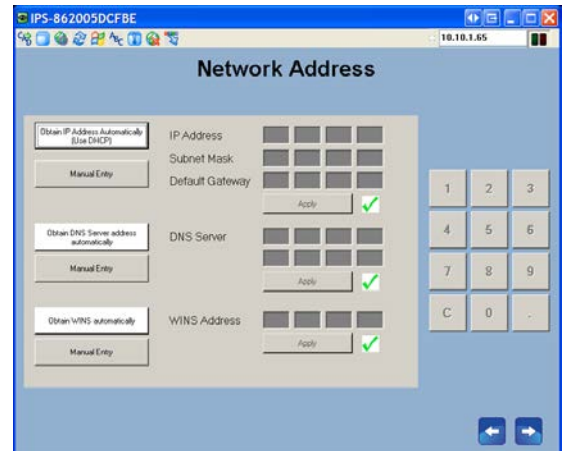 IPS-862005DCFBE
10.10.1.65
Network Address
Obtain IP Address Automatically
(Use DHCP)
IP Address
Subnet Mask
Manual Entry
Default Gateway
Apply
Obtain DNS Server address
automatically
DNS Server
Manual Entry
Apply
Obtain WINS automatically
WINS Address
Manual Entry
Apply
1 2 3
4 5 6
7 8 9
C 0 .